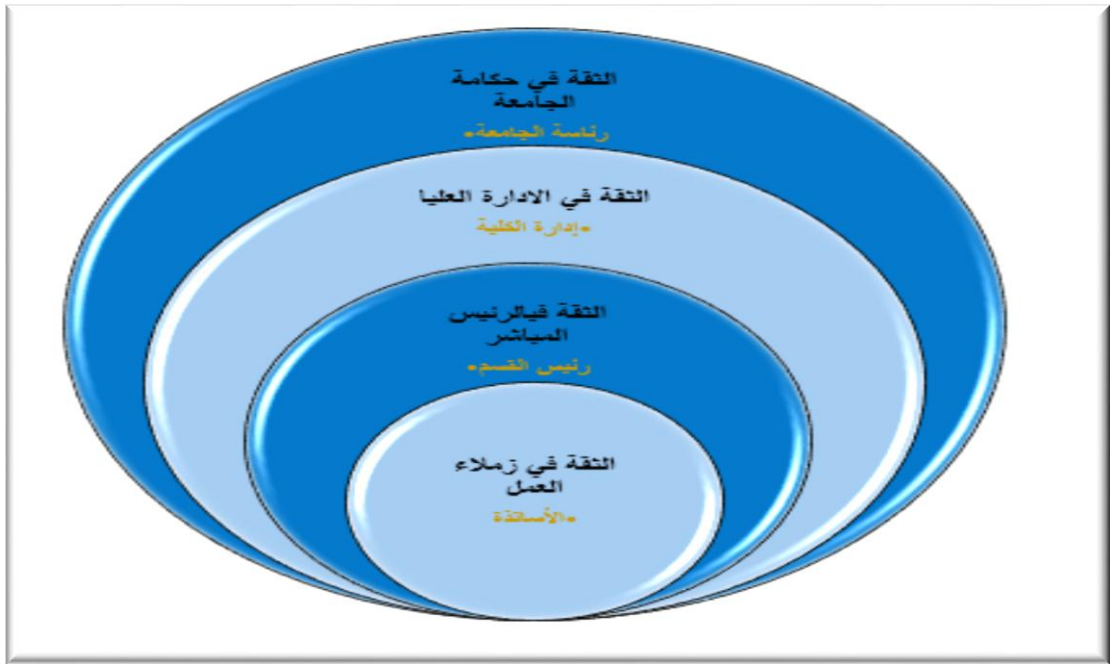 الثقة في حكامة
الجامعة
رئاسة الجامعة•
الثقة في الادارة العليا
•إدارة الكلية
الثقة فيالرئيس
المباشر
رئيس القسم•
الثقة في زملاء
العمل
•الأساتذة